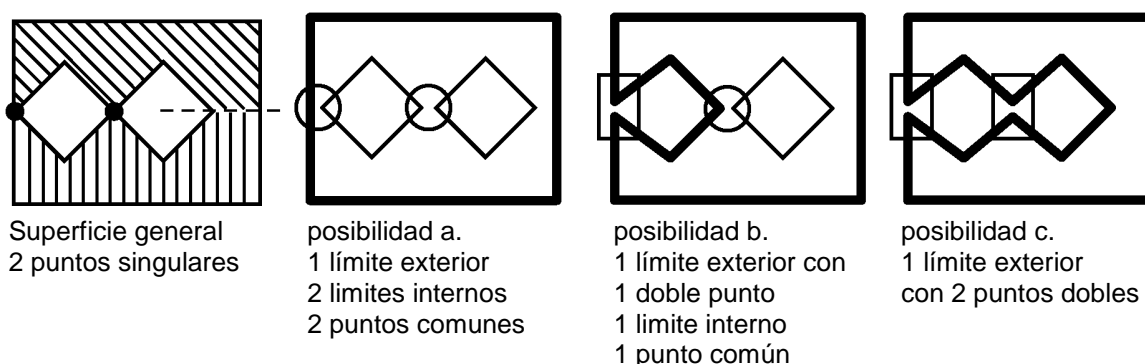 Superficie general
2 puntos singulares
posibilidad a.
1 límite exterior
2 limites internos
2 puntos comunes
posibilidad b.
1 límite exterior con
1 doble punto
1 limite interno
1 punto común
posibilidad c.
1 límite exterior
con 2 puntos dobles